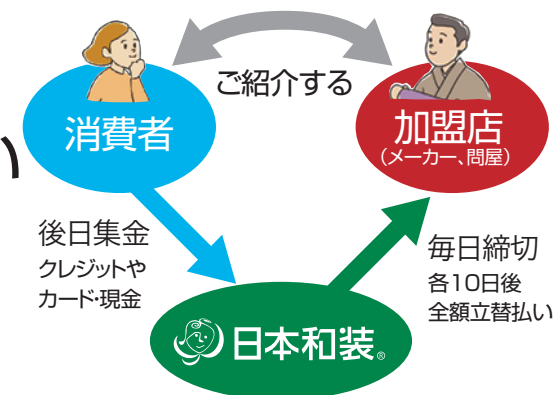 ご紹介する
消費者
加盟店
(メーカー、問屋)
後日集金
クレジットや
カード・現金
毎日締切
各10日後
全額立替払い
日本和装®